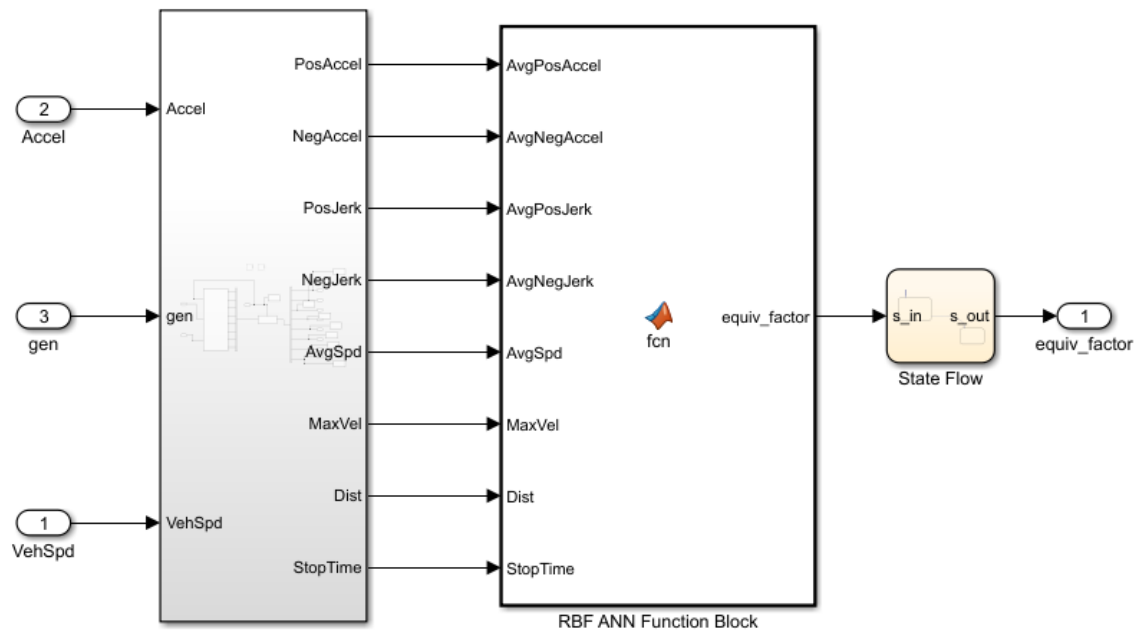 2
Accel
3
gen
1
VehSpd
Accel
gen
VehSpd
PosAccel
NegAccel
PosJerk
NegJerk
AvgSpd
MaxVel
Dist
StopTime
AvgPosAccel
AvgNegAccel
AvgPosJerk
AvgNegJerk
AvgSpd
MaxVel
Dist
StopTime
fcn
equiv_factor
RBF ANN Function Block
s_in
s_out
State Flow
1
equiv_factor